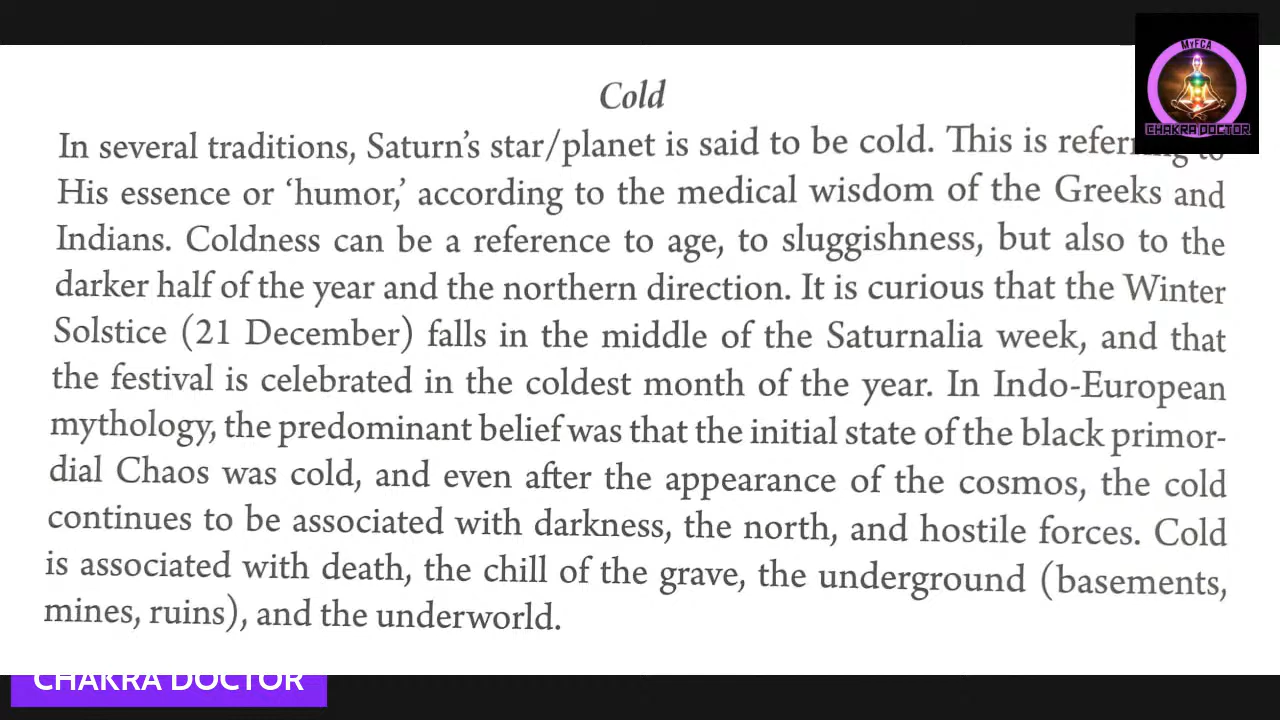 MYFCA
CHAKRA DOCTOR
Cold
In several traditions, Saturn's star/planet is said to be cold. This is referring to
His essence or 'humor,' according to the medical wisdom of the Greeks and
Indians. Coldness can be a reference to age, to sluggishness, but also to the
darker half of the year and the northern direction. It is curious that the Winter
Solstice (21 December) falls in the middle of the Saturnalia week, and that
the festival is celebrated in the coldest month of the year. In Indo-European
mythology, the predominant belief was that the initial state of the black primor-
dial Chaos was cold, and even after the appearance of the cosmos, the cold
continues to be associated with darkness, the north, and hostile forces. Cold
is associated with death, the chill of the grave, the underground (basements,
mines, ruins), and the underworld.
CHAKRA DOCTOR